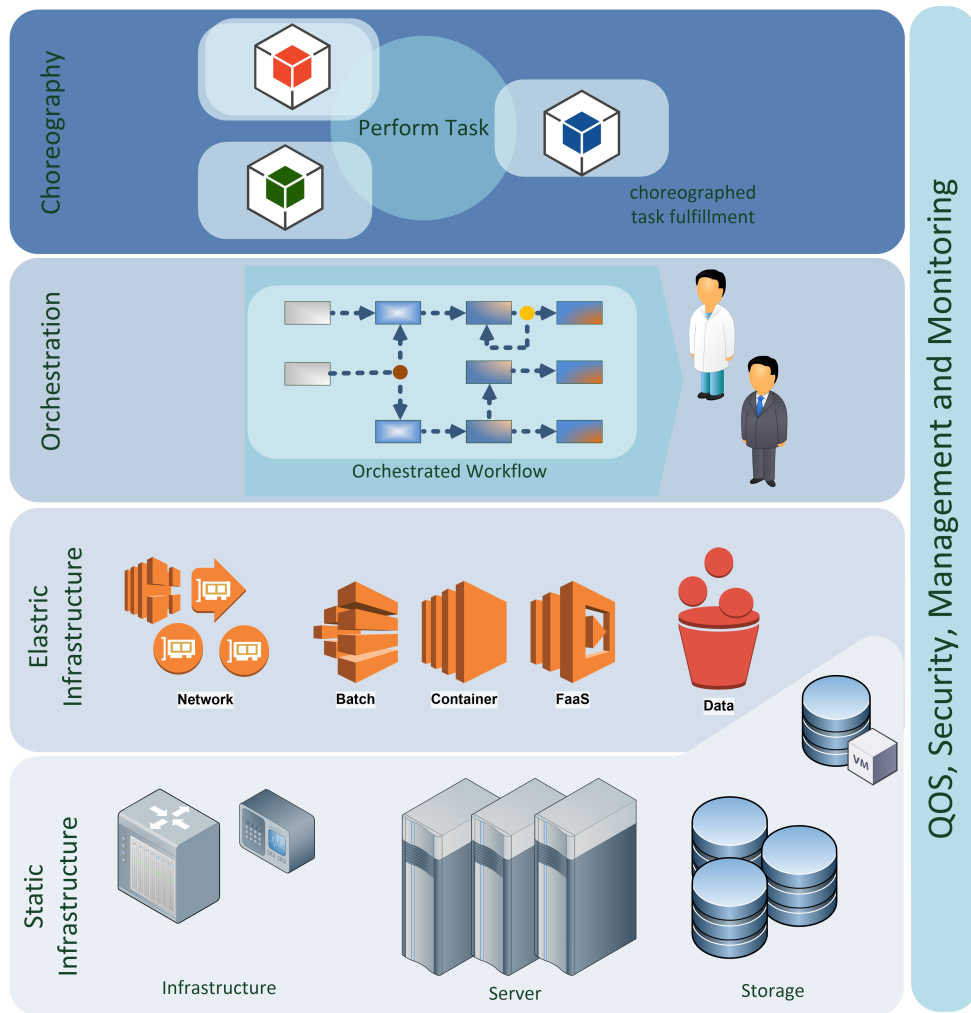 Choreography
Perform Task
choreographed
task fulfillment
Orchestration
Orchestrated Workflow
Elastric
Infrastructure
Network
Batch
Container
FaaS
Data
VM
Static
Infrastructure
Infrastructure
Server
Storage
QOS, Security, Management and Monitoring